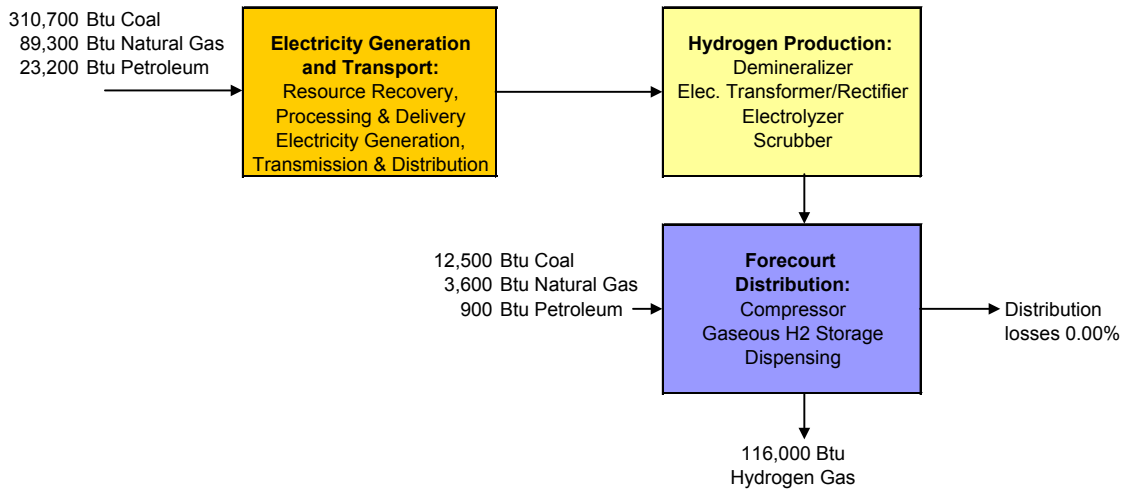 310,700 Btu Coal
89,300 Btu Natural Gas
23,200 Btu Petroleum
Electricity Generation
and Transport:
Resource Recovery,
Processing & Delivery
Electricity Generation,
Transmission & Distribution
Hydrogen Production:
Demineralizer
Elec. Transformer/Rectifier
Electrolyzer
Scrubber
12,500 Btu Coal
3,600 Btu Natural Gas
900 Btu Petroleum
Forecourt
Distribution:
Compressor
Gaseous H2 Storage
Dispensing
Distribution
losses 0.00%
116,000 Btu
Hydrogen Gas